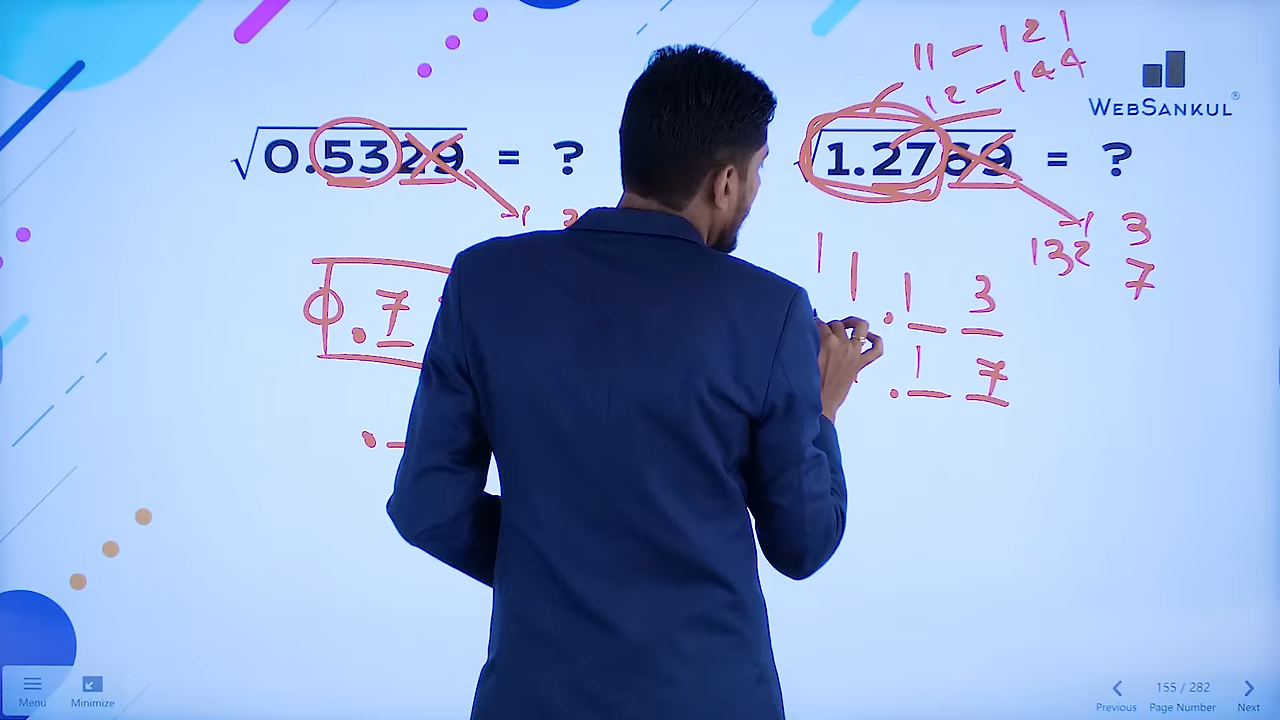 11 - 121
12 - 144
WEBSANKUL®
√0.5329 = ?
√1.2769 = ?
3
132
7
1 1 .1 3
0.7
.1 7
Menu
Minimize
Previous
155 / 282
Page Number
Next